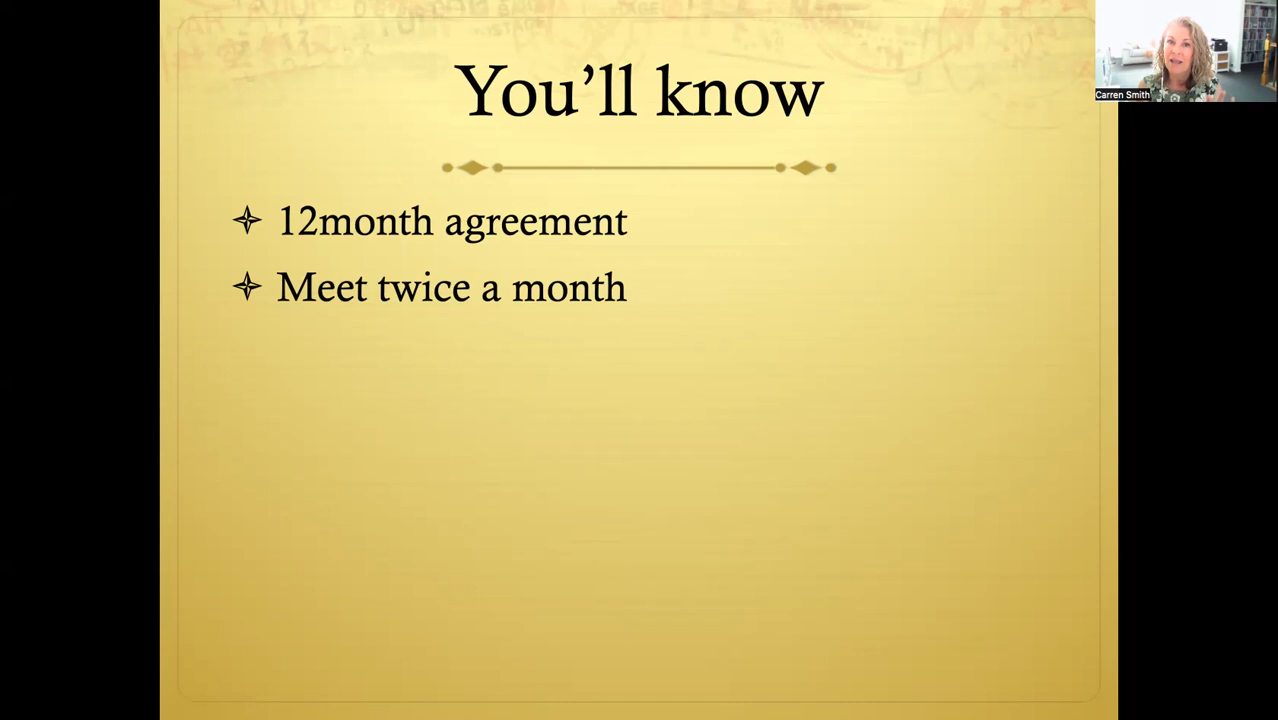 You’ll know
12month agreement
Meet twice a month
Carren Smith